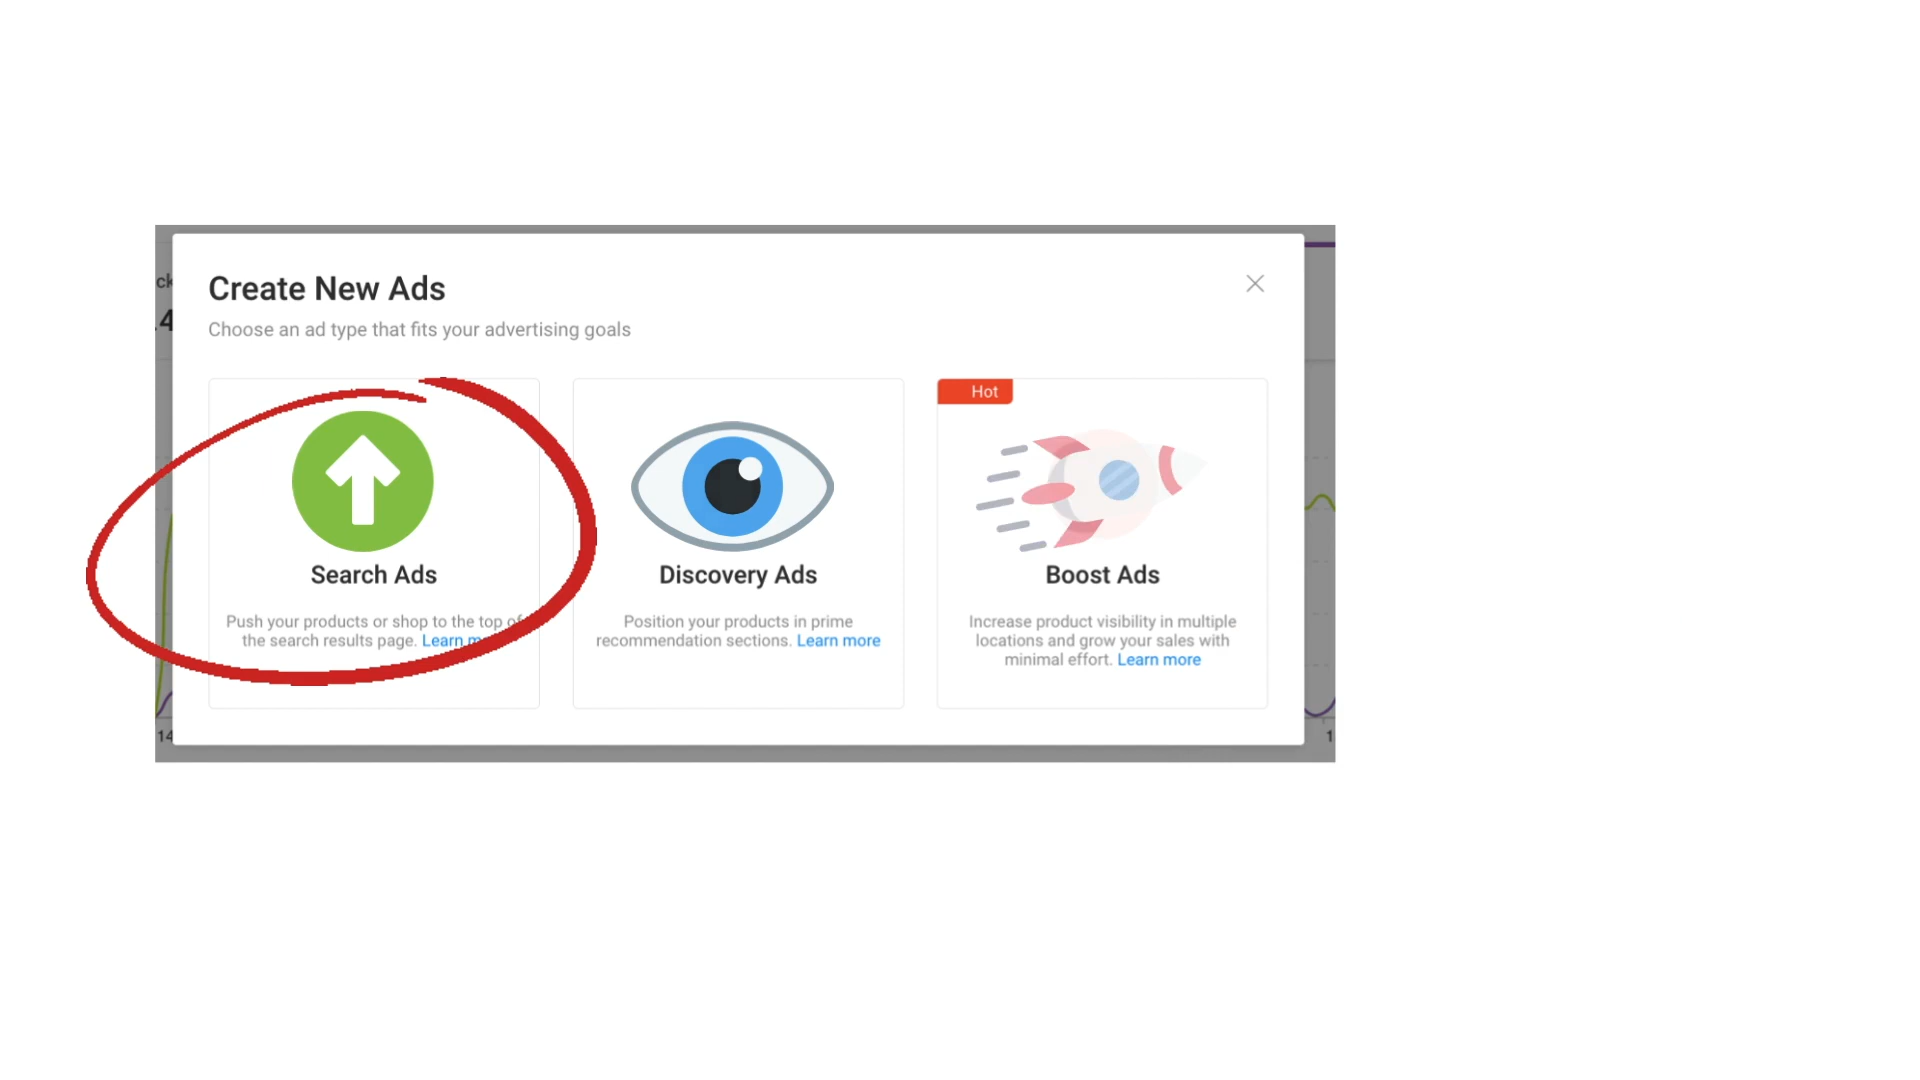 Create New Ads
Choose an ad type that fits your advertising goals
Hot
Search Ads
Push your products or shop to the top of
the search results page. Learn
Discovery Ads
Position your products in prime
recommendation sections. Learn more
Boost Ads
Increase product visibility in multiple
locations and grow your sales with
minimal effort. Learn more
14